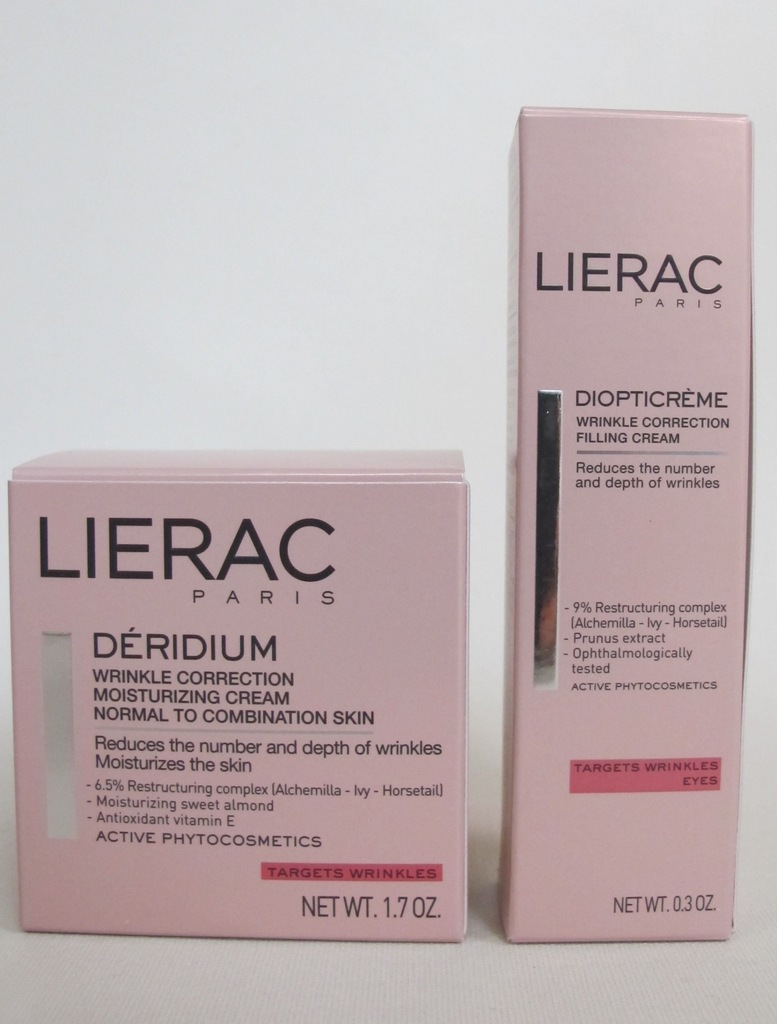 LIERAC
PARIS
DÉRIDIUM
WRINKLE CORRECTION
MOISTURIZING CREAM
NORMAL TO COMBINATION SKIN
Reduces the number and depth of wrinkles
Moisturizes the skin
- 6.5% Restructuring complex (Alchemilla - Ivy - Horsetail)
- Moisturizing sweet almond
- Antioxidant vitamin E
ACTIVE PHYTOCOSMETICS
TARGETS WRINKLES
NET WT. 1.7 OZ.
LIERAC
PARIS
DIOPTICRÈME
WRINKLE CORRECTION
FILLING CREAM
Reduces the number
and depth of wrinkles
- 9% Restructuring complex
(Alchemilla - Ivy - Horsetail)
- Prunus extract
- Ophthalmologically
tested
ACTIVE PHYTOCOSMETICS
TARGETS WRINKLES
EYES
NET WT. 0.3 OZ.